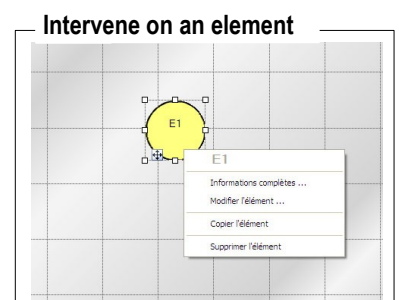 Intervene on an element
E1
E1
Informations complètes ...
Modifier l'élément ...
Copier l'élément
Supprimer l'élément